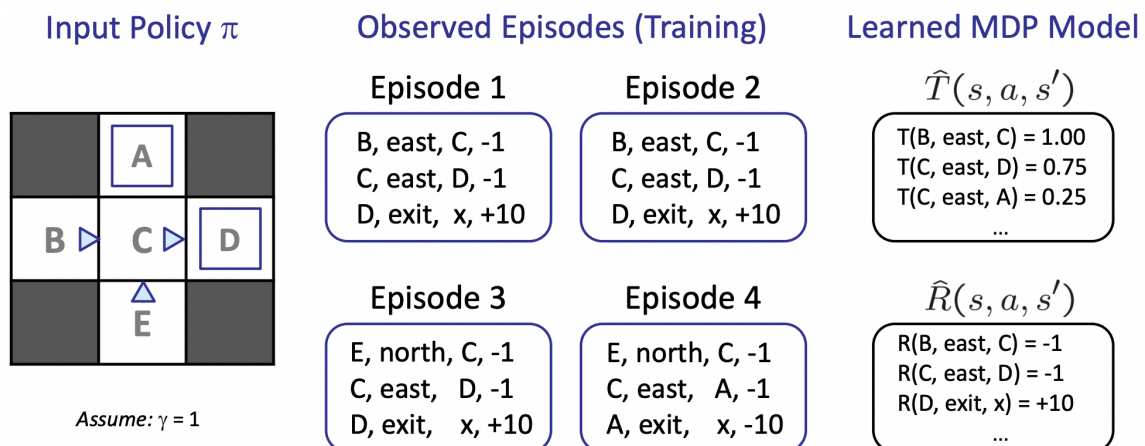 Input Policy π
A
B
C
D
E
Assume: γ = 1
Observed Episodes (Training)
Episode 1
B, east, C, -1
C, east, D, -1
D, exit, x, +10
Episode 2
B, east, C, -1
C, east, D, -1
D, exit, x, +10
Episode 3
E, north, C, -1
C, east, D, -1
D, exit, x, +10
Episode 4
E, north, C, -1
C, east, A, -1
A, exit, x, -10
Learned MDP Model
T̂(s, a, s′)
T(B, east, C) = 1.00
T(C, east, D) = 0.75
T(C, east, A) = 0.25
...
R̂(s, a, s′)
R(B, east, C) = -1
R(C, east, D) = -1
R(D, exit, x) = +10
...